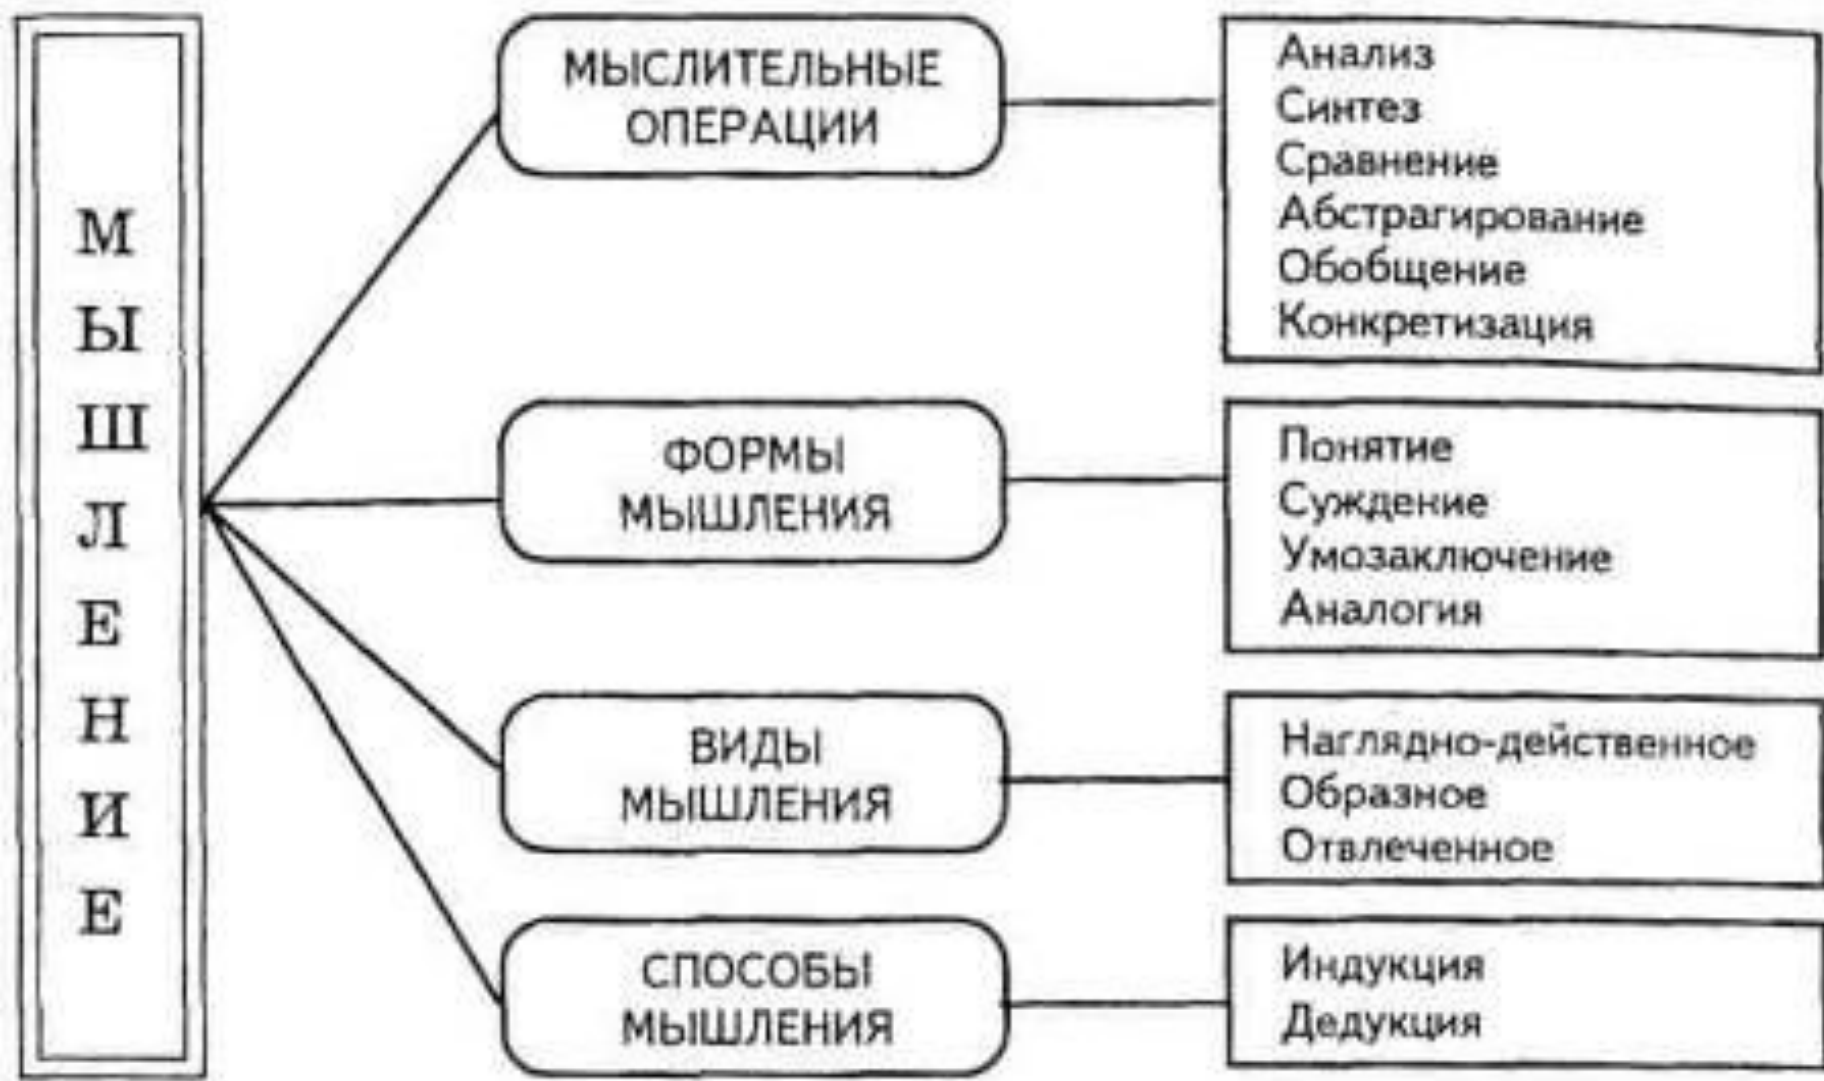 МЫШЛЕНИЕ
МЫСЛИТЕЛЬНЫЕ
ОПЕРАЦИИ
Анализ
Синтез
Сравнение
Абстрагирование
Обобщение
Конкретизация
ФОРМЫ
МЫШЛЕНИЯ
Понятие
Суждение
Умозаключение
Аналогия
ВИДЫ
МЫШЛЕНИЯ
Наглядно-действенное
Образное
Отвлеченное
СПОСОБЫ
МЫШЛЕНИЯ
Индукция
Дедукция